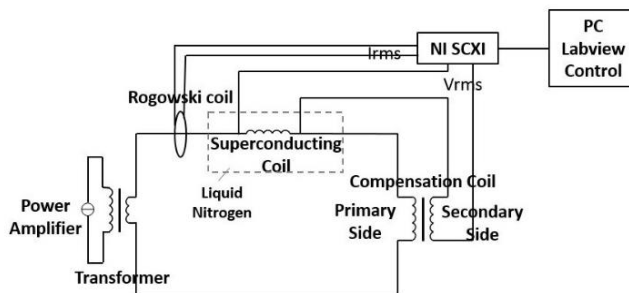 PC
Labview
Control
NI SCXI
Irms
Vrms
Rogowski coil
Superconducting
Coil
Liquid
Nitrogen
Compensation Coil
Primary
Side
Secondary
Side
Power
Amplifier
Transformer